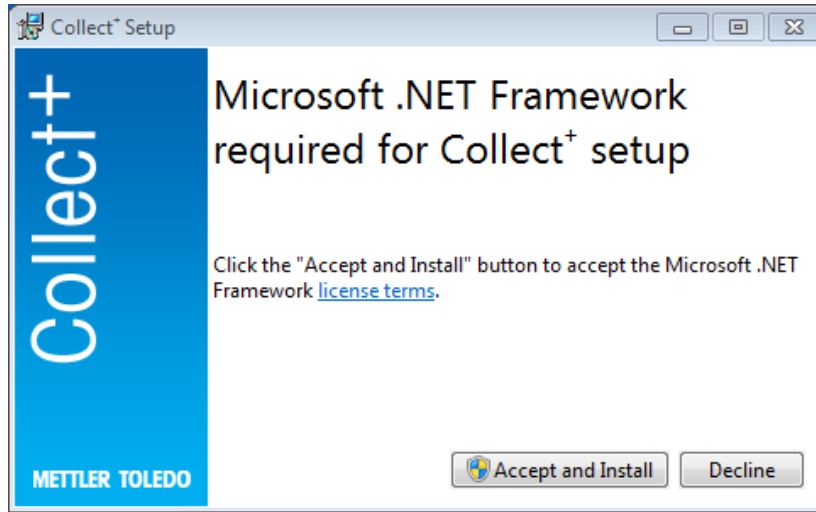 Collect⁺ Setup
Collect+
Microsoft .NET Framework
required for Collect⁺ setup
Click the "Accept and Install" button to accept the Microsoft .NET
Framework license terms.
METTLER TOLEDO
Accept and Install
Decline